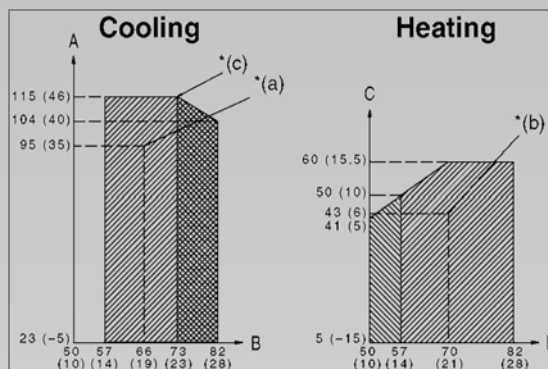 Cooling
A
*(c)
*(a)
115 (46)
104 (40)
95 (35)
23 (-5)
B
50 57 66 73 82
(10) (14) (19) (23) (28)
Heating
C
*(b)
60 (15.5)
50 (10)
43 (6)
41 (5)
5 (-15)
50 57 70 82
(10) (14) (21) (28)